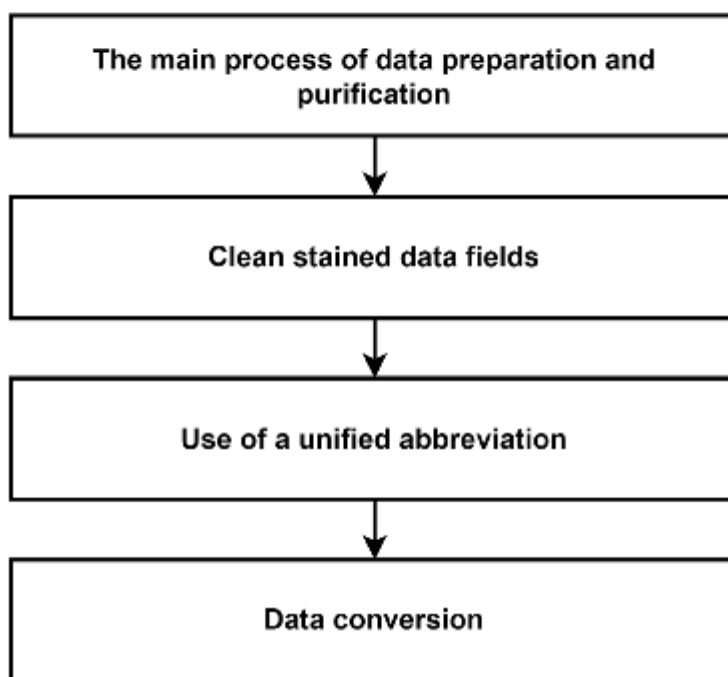 The main process of data preparation and
purification
Clean stained data fields
Use of a unified abbreviation
Data conversion